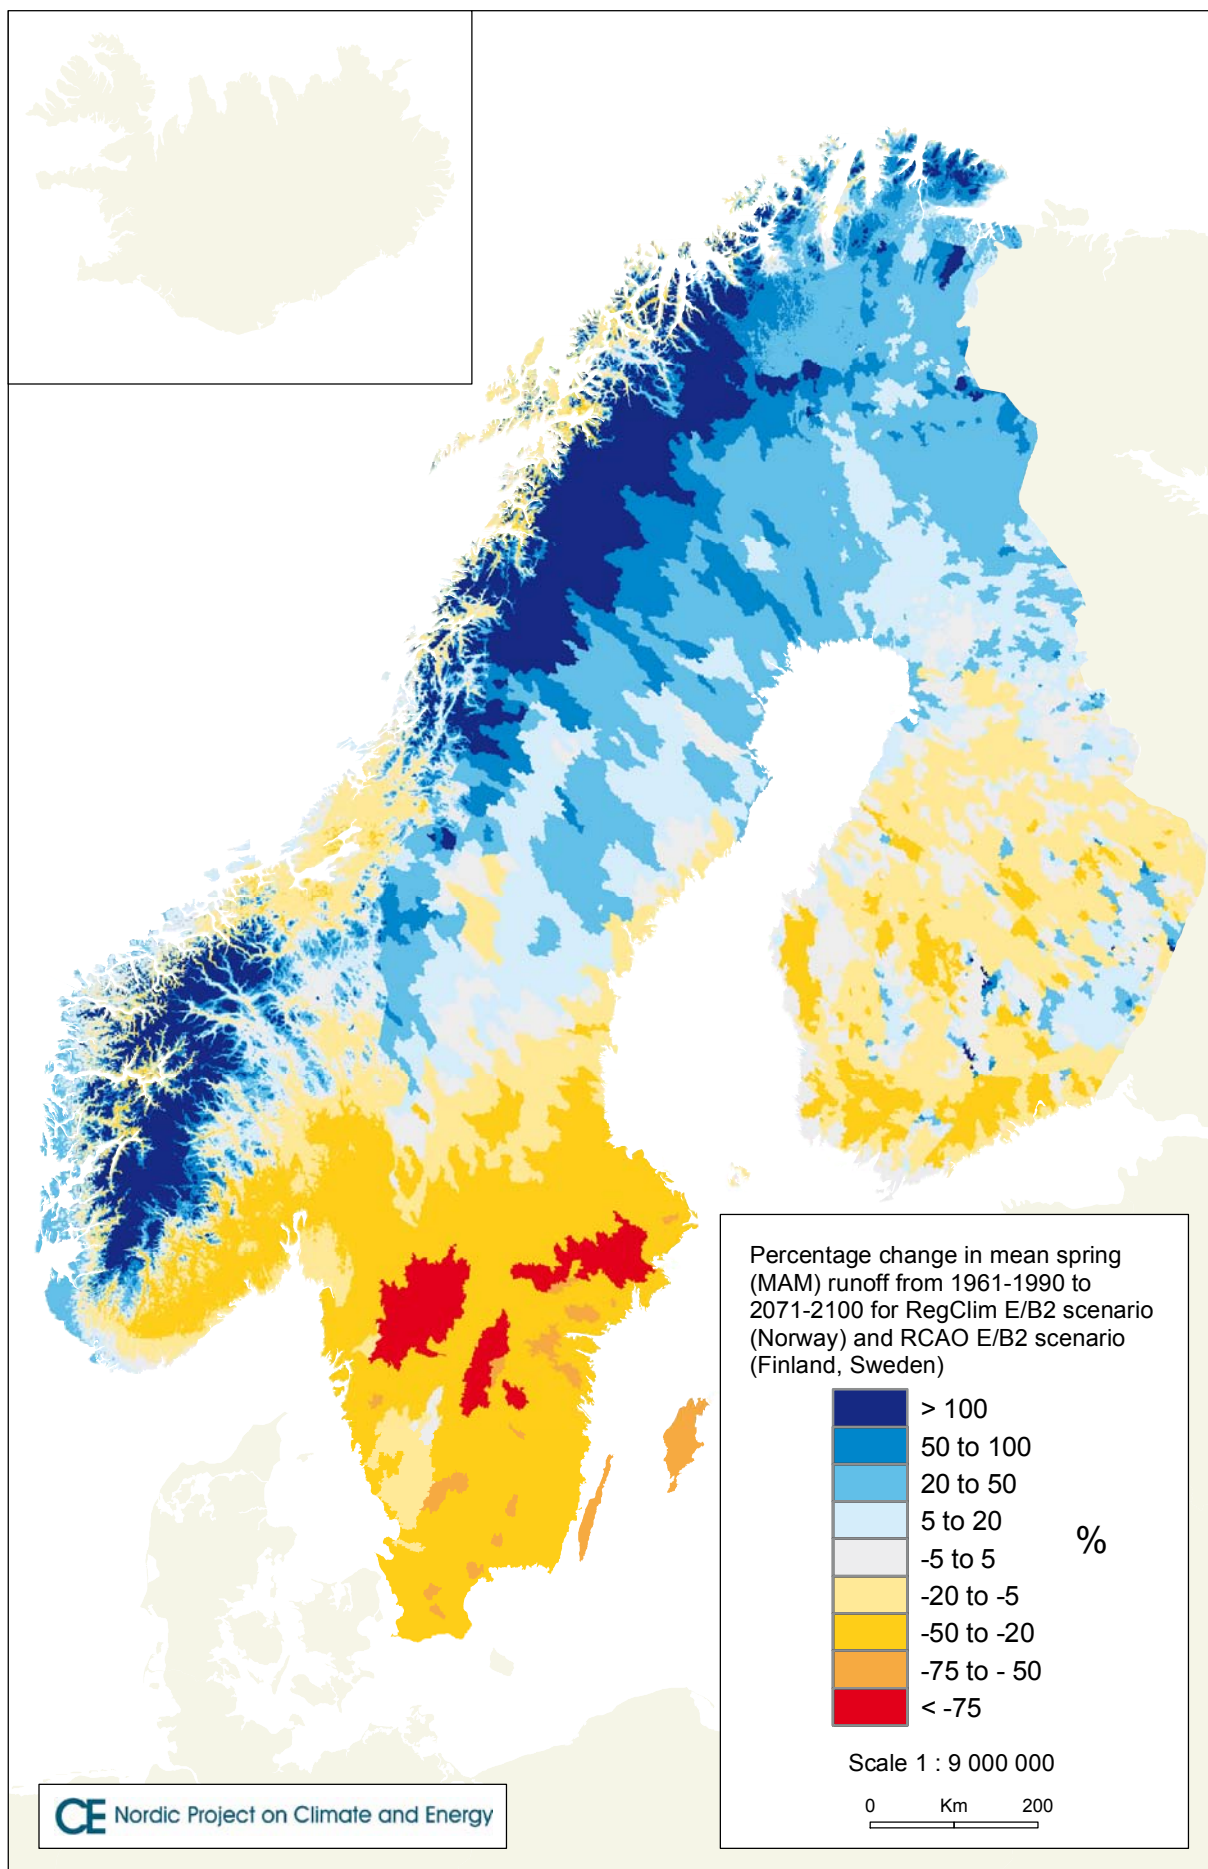 Percentage change in mean spring
(MAM) runoff from 1961-1990 to
2071-2100 for RegClim E/B2 scenario
(Norway) and RCAO E/B2 scenario
(Finland, Sweden)
> 100
50 to 100
20 to 50
5 to 20
-5 to 5
%
-20 to -5
-50 to -20
-75 to - 50
< -75
Scale 1 : 9 000 000
0 Km 200
CE Nordic Project on Climate and Energy